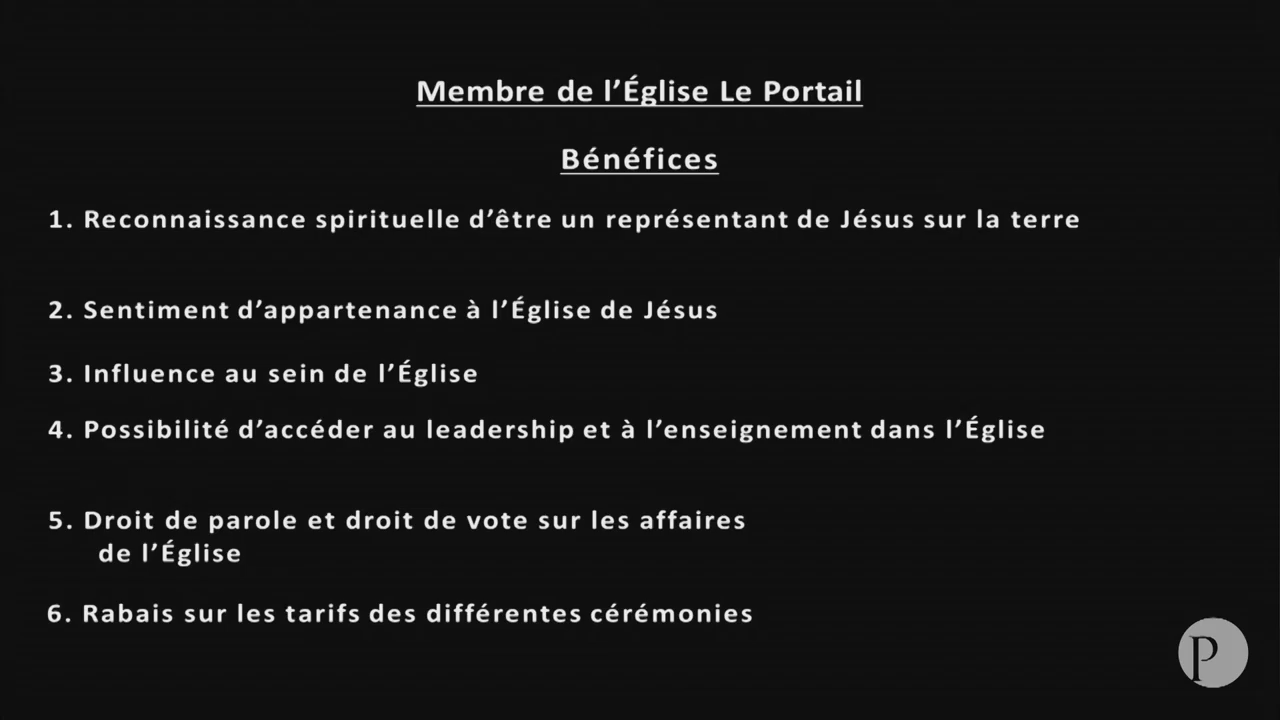 Membre de l’Église Le Portail
Bénéfices
1. Reconnaissance spirituelle d’être un représentant de Jésus sur la terre
2. Sentiment d’appartenance à l’Église de Jésus
3. Influence au sein de l’Église
4. Possibilité d’accéder au leadership et à l’enseignement dans l’Église
5. Droit de parole et droit de vote sur les affaires
de l’Église
6. Rabais sur les tarifs des différentes cérémonies
P